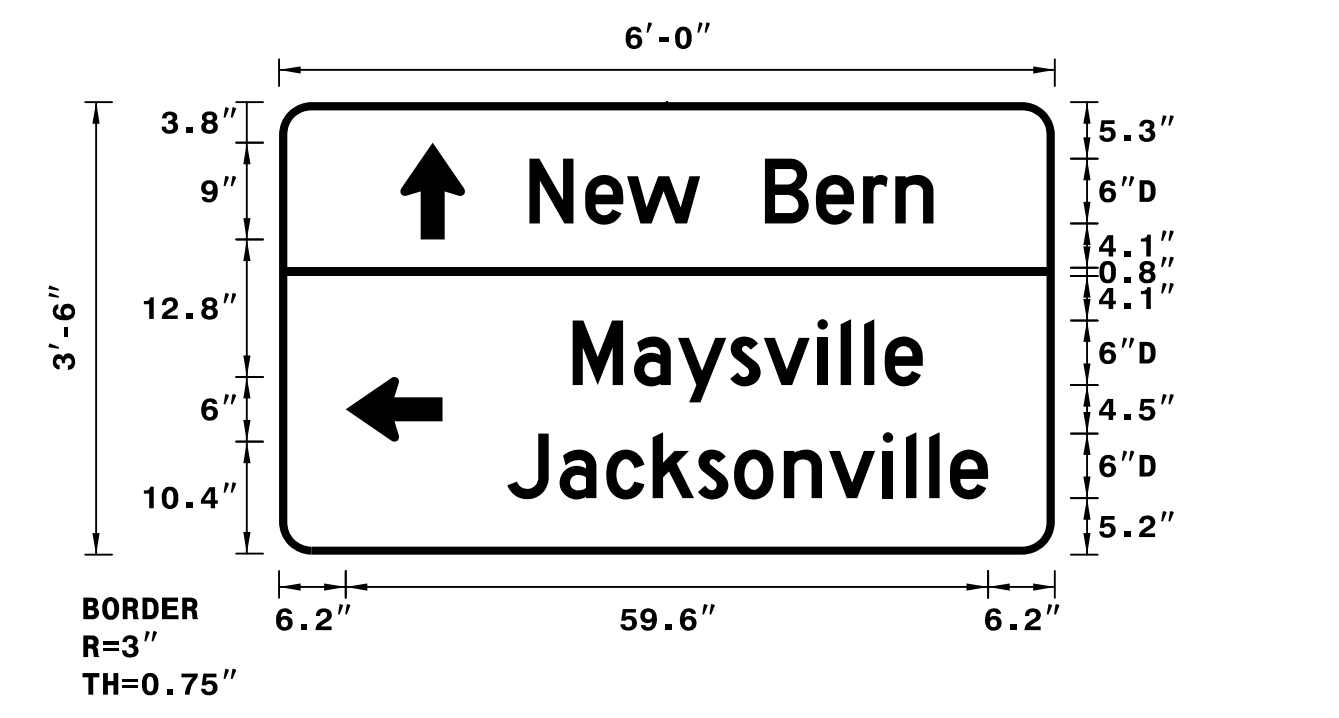 6'-0"
3.8"
5.3"
9"
New Bern
6"D
4.1"
0.8"
4.1"
12.8"
3'-6"
Maysville
6"D
6"
4.5"
Jacksonville
6"D
10.4"
5.2"
6.2" 59.6" 6.2"
BORDER
R=3"
TH=0.75"